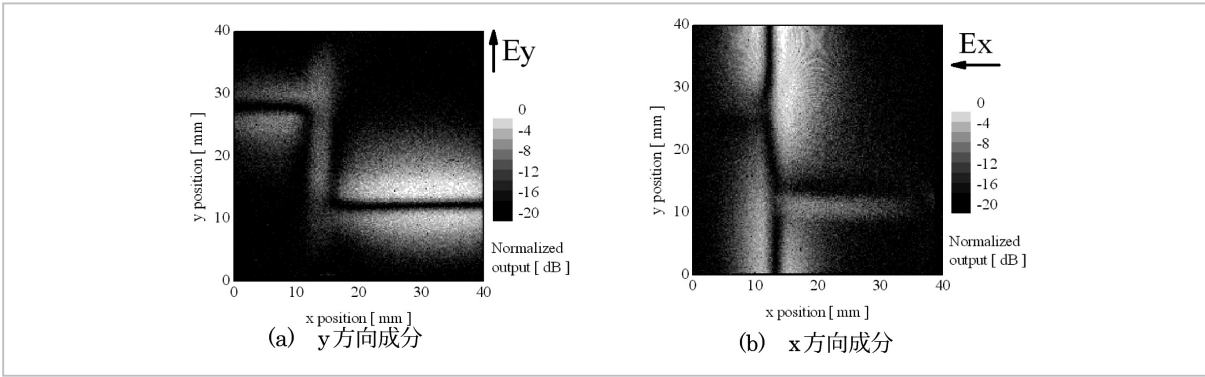 Ey
y position [ mm ]
40
30
20
10
0
0
10
20
30
40
x position [ mm ]
0
-4
-8
-12
-16
-20
Normalized
output [ dB ]
(a) y方向成分
Ex
y position [ mm ]
40
30
20
10
0
0
10
20
30
40
x position [ mm ]
0
-4
-8
-12
-16
-20
Normalized
output [ dB ]
(b) x方向成分